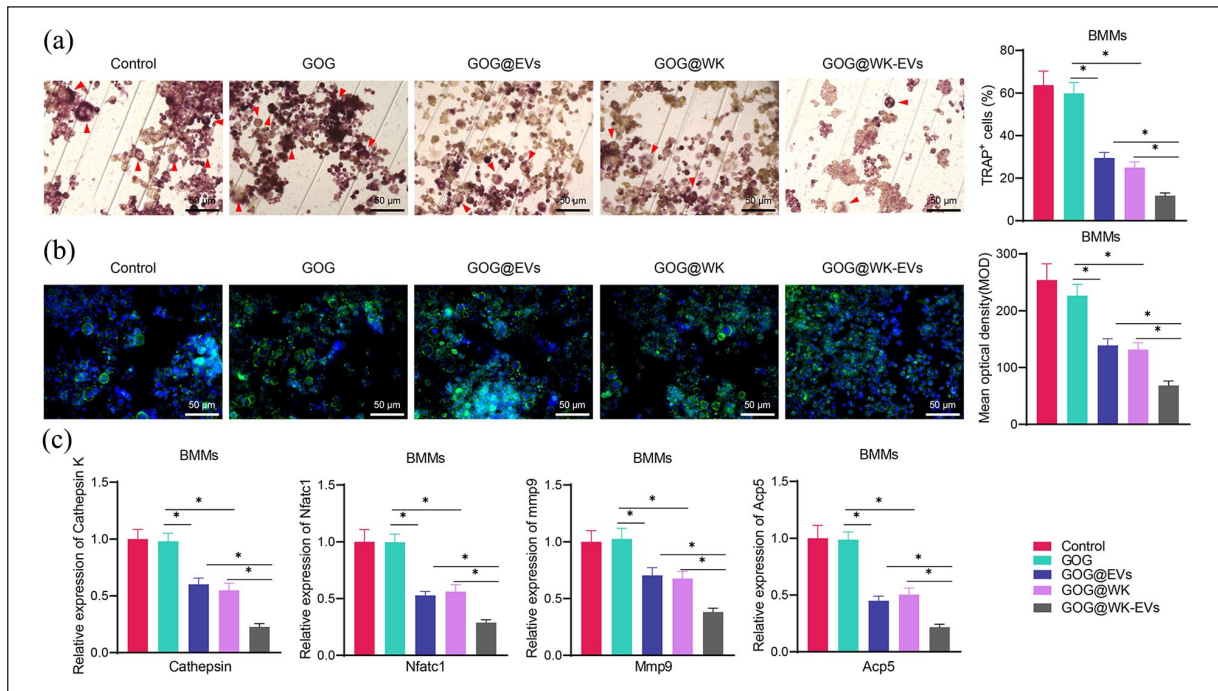 (a)
Control GOG GOG@EVs GOG@WK GOG@WK-EVs
50 µm 50 µm 50 µm 50 µm 50 µm
BMMs
TRAP+ cells (%)
80
60
40
20
0
* * * *
(b)
Control GOG GOG@EVs GOG@WK GOG@WK-EVs
50 µm 50 µm 50 µm 50 µm 50 µm
BMMs
Mean optical density(MOD)
300
200
100
0
* * * *
(c)
BMMs
Relative expression of Cathepsin K
1.5
1.0
0.5
0.0
* * * *
Cathepsin
BMMs
Relative expression of Nfatc1
1.5
1.0
0.5
0.0
* * * *
Nfatc1
BMMs
Relative expression of mmp9
1.5
1.0
0.5
0.0
* * * *
Mmp9
BMMs
Relative expression of Acp5
1.5
1.0
0.5
0.0
* * * *
Acp5
Control
GOG
GOG@EVs
GOG@WK
GOG@WK-EVs